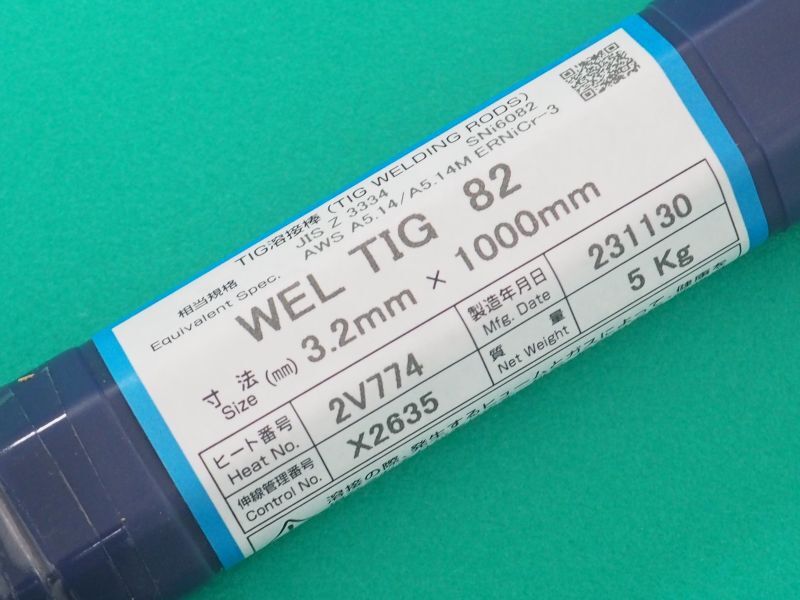 TIG溶接棒 (TIG WELDING RODS)
相当規格 JIS Z 3334 SNi6082
Equivalent Spec. AWS A5.14/A5.14M ERNiCr-3
WEL TIG 82
寸 法 (mm) 3.2mm × 1000mm
Size
ヒート番号 2V774 製造年月日 231130
Heat No. Mfg. Date
伸線管理番号 X2635 質 量 5 Kg
Control No. Net Weight
溶接の際、発生するヒュームとガスによって、健康を